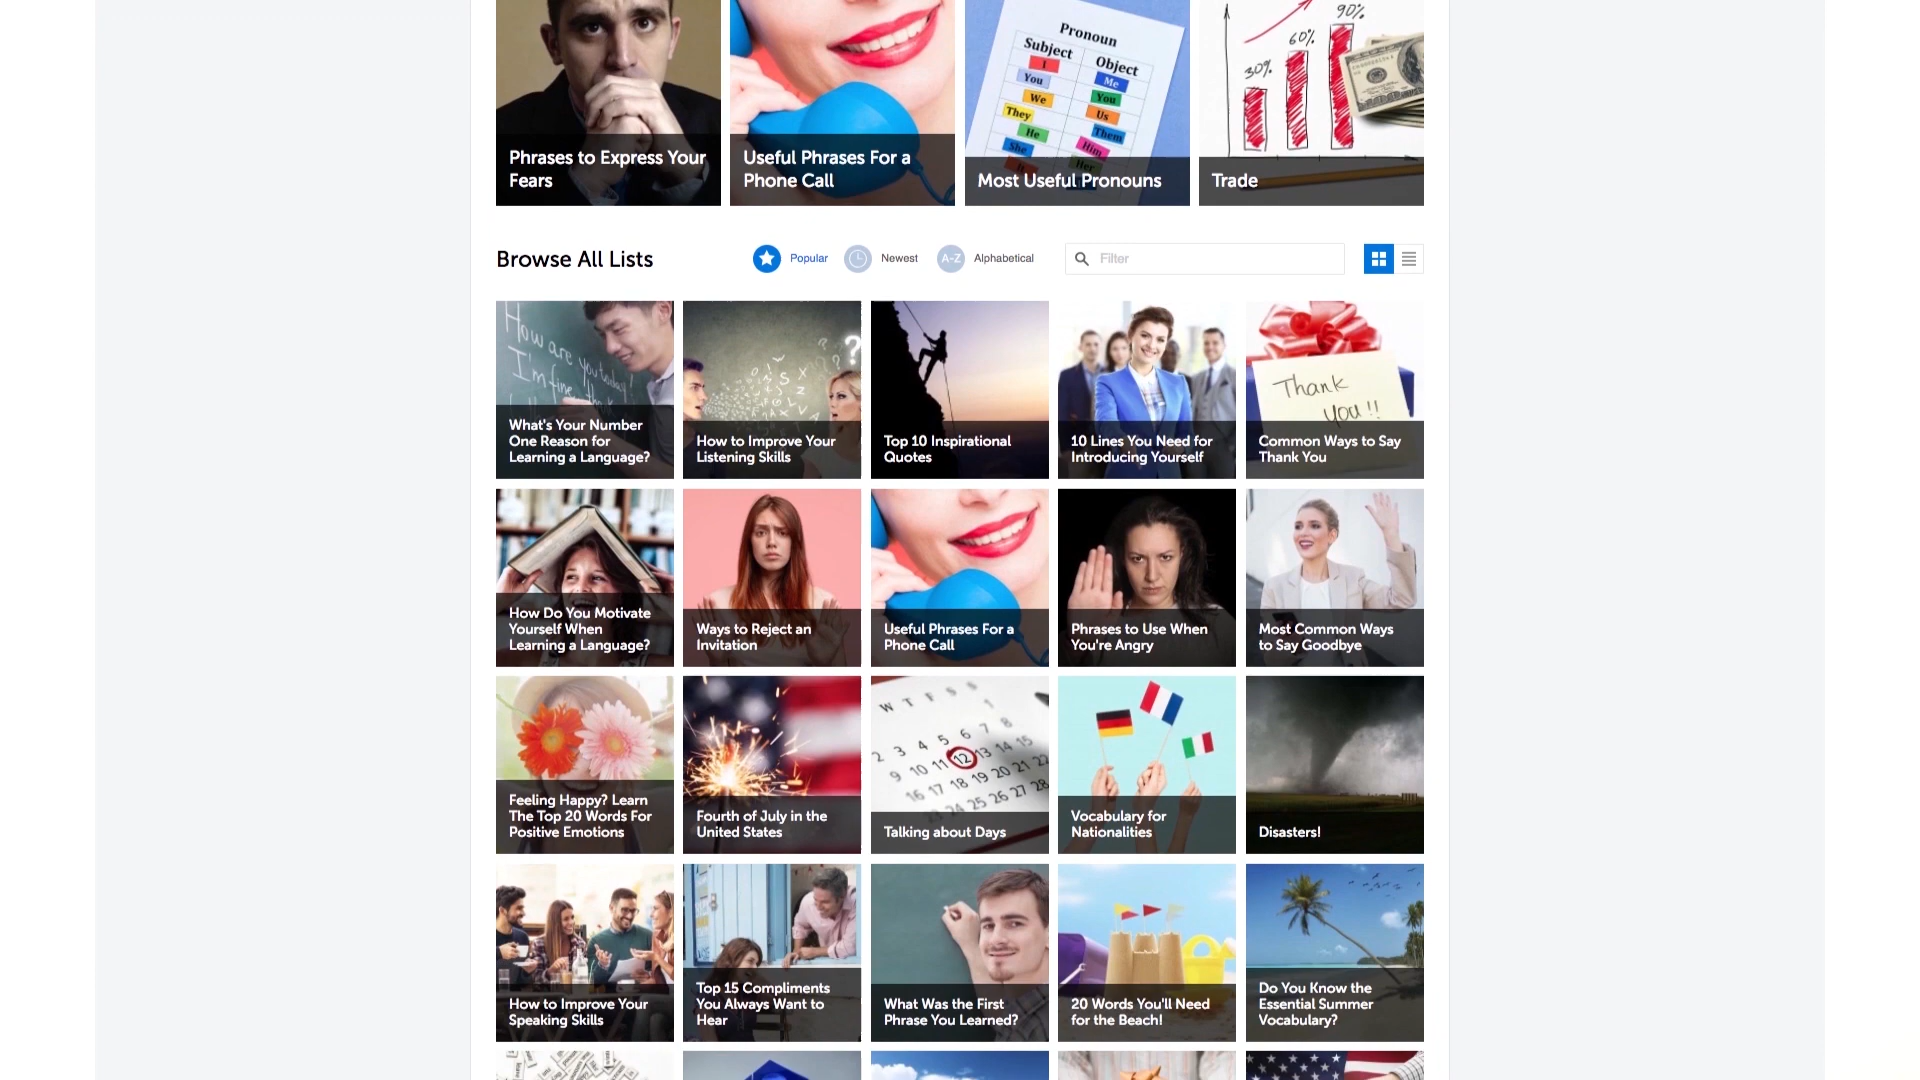 90%
60%
30%
Pronoun
Subject
Object
I
Me
You
You
We
Us
They
Them
He
Him
She
Her
It
Phrases to Express Your
Fears
Useful Phrases For a
Phone Call
Most Useful Pronouns
Trade
Browse All Lists
Popular
Newest
A-Z
Alphabetical
Filter
How are you today?
I'm fine, thank
What's Your Number
One Reason for
Learning a Language?
How to Improve Your
Listening Skills
Top 10 Inspirational
Quotes
10 Lines You Need for
Introducing Yourself
Thank
you!!
Common Ways to Say
Thank You
How Do You Motivate
Yourself When
Learning a Language?
Ways to Reject an
Invitation
Useful Phrases For a
Phone Call
Phrases to Use When
You're Angry
Most Common Ways
to Say Goodbye
Feeling Happy? Learn
The Top 20 Words For
Positive Emotions
Fourth of July in the
United States
W T F S S
1
2 3 4 5 6 7 8
9 10 11 12 13 14 15
16 17 18 19 20 21 22
23 24 25 26 27 28
Talking about Days
Vocabulary for
Nationalities
Disasters!
How to Improve Your
Speaking Skills
Top 15 Compliments
You Always Want to
Hear
What Was the First
Phrase You Learned?
20 Words You'll Need
for the Beach!
Do You Know the
Essential Summer
Vocabulary?